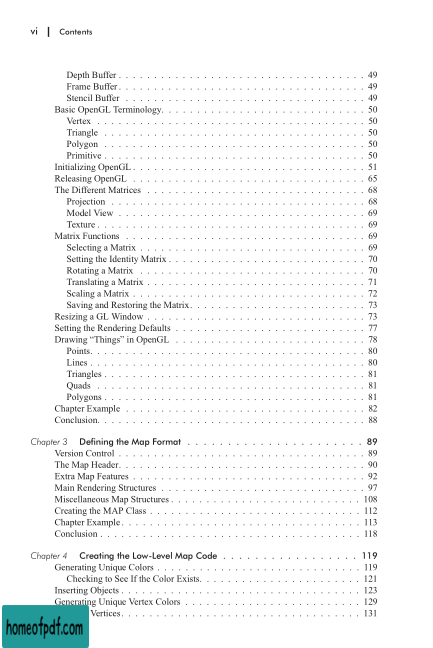 vi | Contents
Depth Buffer . . . . . . . . . . . . . . . . . . . . . . . . . . . . . . . . . . . 49
Frame Buffer . . . . . . . . . . . . . . . . . . . . . . . . . . . . . . . . . . . 49
Stencil Buffer . . . . . . . . . . . . . . . . . . . . . . . . . . . . . . . . . . 49
Basic OpenGL Terminology. . . . . . . . . . . . . . . . . . . . . . . . . . . . . 50
Vertex . . . . . . . . . . . . . . . . . . . . . . . . . . . . . . . . . . . . . . 50
Triangle . . . . . . . . . . . . . . . . . . . . . . . . . . . . . . . . . . . . . 50
Polygon . . . . . . . . . . . . . . . . . . . . . . . . . . . . . . . . . . . . . 50
Primitive . . . . . . . . . . . . . . . . . . . . . . . . . . . . . . . . . . . . . 50
Initializing OpenGL . . . . . . . . . . . . . . . . . . . . . . . . . . . . . . . . . 51
Releasing OpenGL . . . . . . . . . . . . . . . . . . . . . . . . . . . . . . . . . 65
The Different Matrices . . . . . . . . . . . . . . . . . . . . . . . . . . . . . . . 68
Projection . . . . . . . . . . . . . . . . . . . . . . . . . . . . . . . . . . . . 68
Model View . . . . . . . . . . . . . . . . . . . . . . . . . . . . . . . . . . . 69
Texture . . . . . . . . . . . . . . . . . . . . . . . . . . . . . . . . . . . . . . 69
Matrix Functions . . . . . . . . . . . . . . . . . . . . . . . . . . . . . . . . . . 69
Selecting a Matrix . . . . . . . . . . . . . . . . . . . . . . . . . . . . . . . . 69
Setting the Identity Matrix . . . . . . . . . . . . . . . . . . . . . . . . . . . . 70
Rotating a Matrix . . . . . . . . . . . . . . . . . . . . . . . . . . . . . . . . 70
Translating a Matrix . . . . . . . . . . . . . . . . . . . . . . . . . . . . . . . 71
Scaling a Matrix . . . . . . . . . . . . . . . . . . . . . . . . . . . . . . . . . 72
Saving and Restoring the Matrix . . . . . . . . . . . . . . . . . . . . . . . . . 73
Resizing a GL Window . . . . . . . . . . . . . . . . . . . . . . . . . . . . . . . 73
Setting the Rendering Defaults . . . . . . . . . . . . . . . . . . . . . . . . . . . 77
Drawing “Things” in OpenGL . . . . . . . . . . . . . . . . . . . . . . . . . . . 78
Points. . . . . . . . . . . . . . . . . . . . . . . . . . . . . . . . . . . . . . . 80
Lines . . . . . . . . . . . . . . . . . . . . . . . . . . . . . . . . . . . . . . . 80
Triangles . . . . . . . . . . . . . . . . . . . . . . . . . . . . . . . . . . . . . 81
Quads . . . . . . . . . . . . . . . . . . . . . . . . . . . . . . . . . . . . . . 81
Polygons . . . . . . . . . . . . . . . . . . . . . . . . . . . . . . . . . . . . . 81
Chapter Example . . . . . . . . . . . . . . . . . . . . . . . . . . . . . . . . . . 82
Conclusion. . . . . . . . . . . . . . . . . . . . . . . . . . . . . . . . . . . . . . 88
Chapter 3 Defining the Map Format . . . . . . . . . . . . . . . . . . . . . . . 89
Version Control . . . . . . . . . . . . . . . . . . . . . . . . . . . . . . . . . . . 89
The Map Header. . . . . . . . . . . . . . . . . . . . . . . . . . . . . . . . . . . 90
Extra Map Features . . . . . . . . . . . . . . . . . . . . . . . . . . . . . . . . . 92
Main Rendering Structures . . . . . . . . . . . . . . . . . . . . . . . . . . . . . 97
Miscellaneous Map Structures . . . . . . . . . . . . . . . . . . . . . . . . . . . 108
Creating the MAP Class . . . . . . . . . . . . . . . . . . . . . . . . . . . . . . 112
Chapter Example . . . . . . . . . . . . . . . . . . . . . . . . . . . . . . . . . . 113
Conclusion . . . . . . . . . . . . . . . . . . . . . . . . . . . . . . . . . . . . . 118
Chapter 4 Creating the Low-Level Map Code . . . . . . . . . . . . . . . . . 119
Generating Unique Colors . . . . . . . . . . . . . . . . . . . . . . . . . . . . . 119
Checking to See If the Color Exists. . . . . . . . . . . . . . . . . . . . . . . . 121
Inserting Objects . . . . . . . . . . . . . . . . . . . . . . . . . . . . . . . . . . 123
Generating Unique Vertex Colors . . . . . . . . . . . . . . . . . . . . . . . . . 129
Vertices . . . . . . . . . . . . . . . . . . . . . . . . . . . . . . . . . . . 131
homeofpdf.com